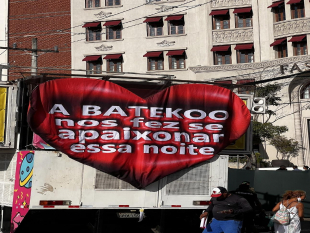 A BATEKOO
nos fez se
apaixonar
essa noite